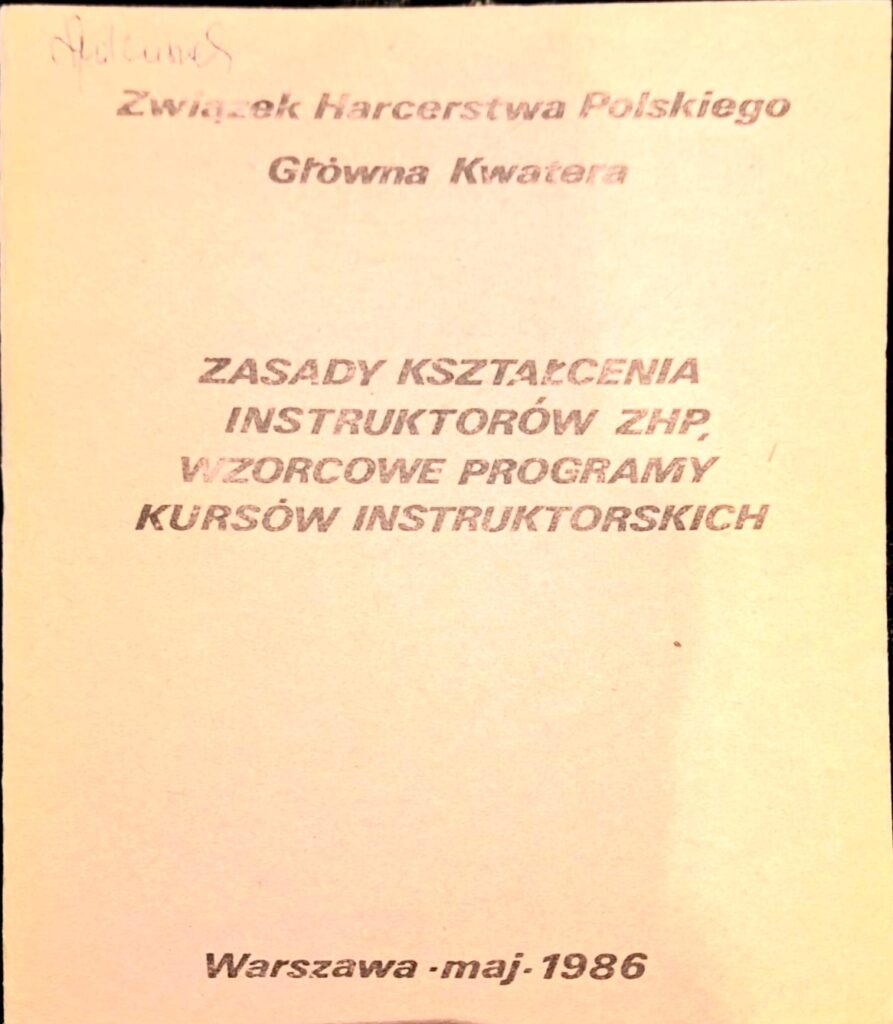 Związek Harcerstwa Polskiego
Główna Kwatera
ZASADY KSZTAŁCENIA
INSTRUKTORÓW ZHP,
WZORCOWE PROGRAMY
KURSÓW INSTRUKTORSKICH
Warszawa -maj- 1986